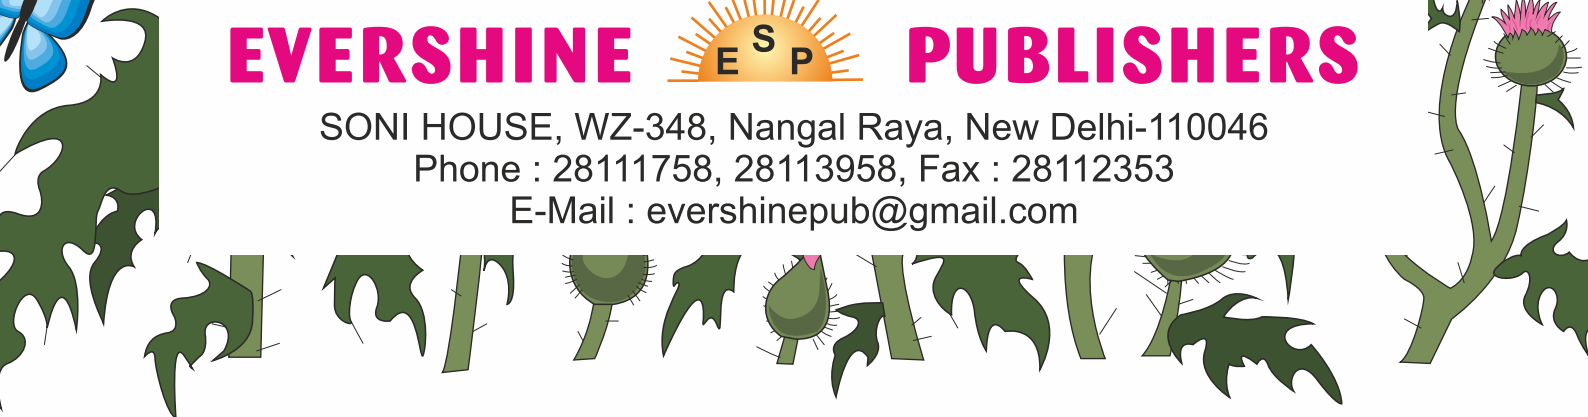 EVERSHINE ESP PUBLISHERS
SONI HOUSE, WZ-348, Nangal Raya, New Delhi-110046
Phone : 28111758, 28113958, Fax : 28112353
E-Mail : evershinepub@gmail.com